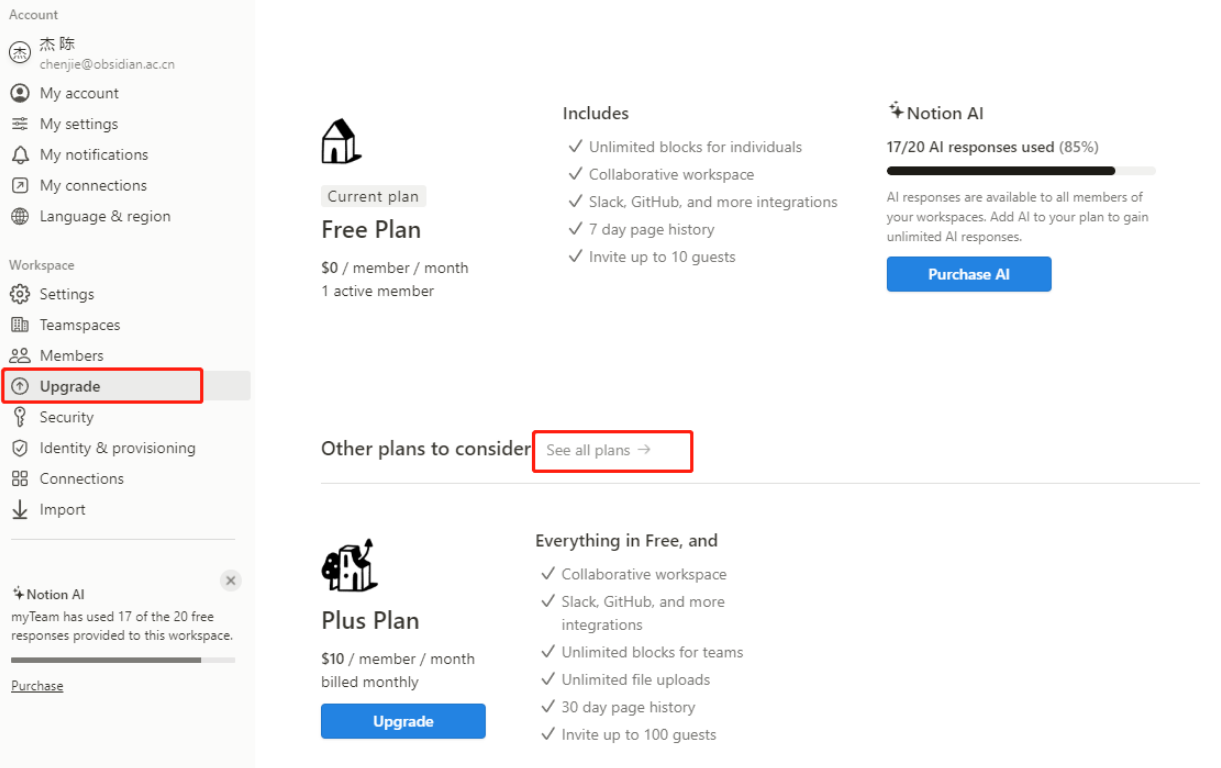 Account
杰
杰 陈
chenjie@obsidian.ac.cn
My account
My settings
My notifications
My connections
Language & region
Workspace
Settings
Teamspaces
Members
Upgrade
Security
Identity & provisioning
Connections
Import
Notion AI
myTeam has used 17 of the 20 free
responses provided to this workspace.
Purchase
Current plan
Free Plan
$0 / member / month
1 active member
Includes
Unlimited blocks for individuals
Collaborative workspace
Slack, GitHub, and more integrations
7 day page history
Invite up to 10 guests
Notion AI
17/20 AI responses used (85%)
AI responses are available to all members of
your workspaces. Add AI to your plan to gain
unlimited AI responses.
Purchase AI
Other plans to consider
See all plans →
Plus Plan
$10 / member / month
billed monthly
Upgrade
Everything in Free, and
Collaborative workspace
Slack, GitHub, and more
integrations
Unlimited blocks for teams
Unlimited file uploads
30 day page history
Invite up to 100 guests